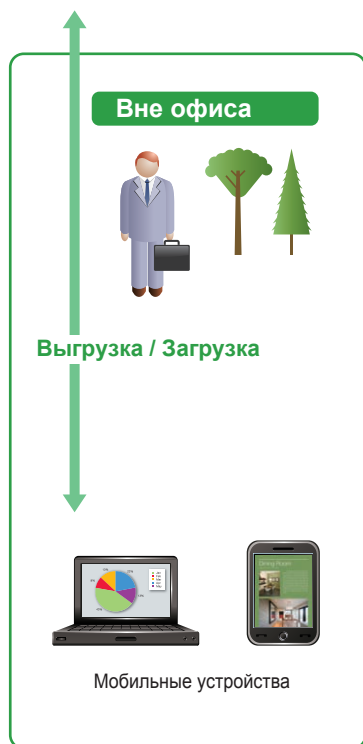 Вне офиса
Выгрузка / Загрузка
Мобильные устройства